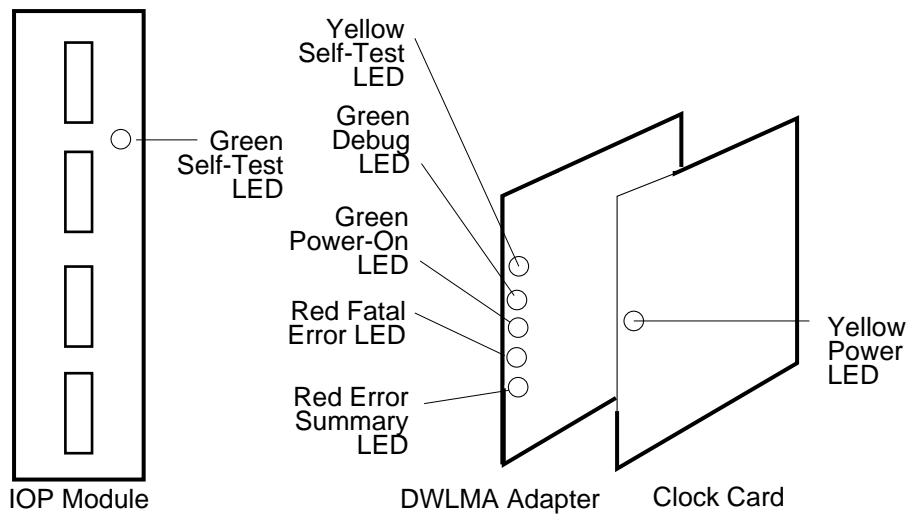 Yellow
Self-Test
LED
Green
Debug
LED
Green
Self-Test
LED
Green
Power-On
LED
Red Fatal
Error LED
Red Error
Summary
LED
Yellow
Power
LED
IOP Module
DWLMA Adapter
Clock Card